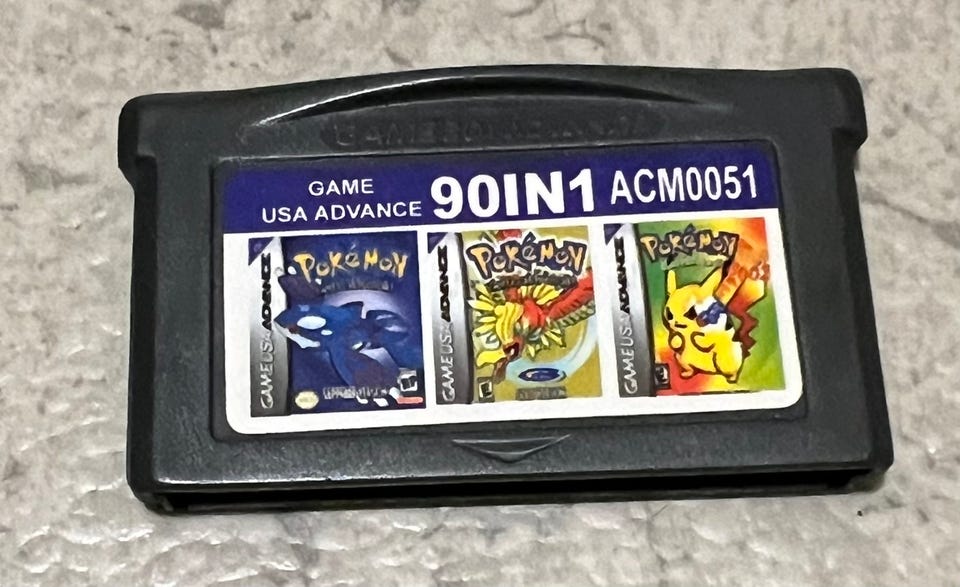 GAME
USA ADVANCE
90IN1 ACM0051
POKéMON
GAME USA ADVANCE
POKéMON
GAME USA ADVANCE
POKéMON
GAME USA ADVANCE
E
E